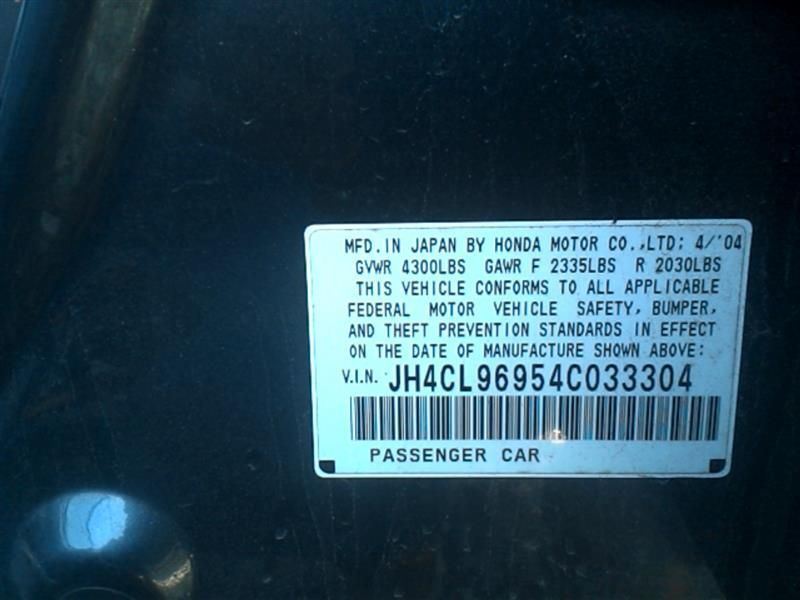 MFD. IN JAPAN BY HONDA MOTOR CO.,LTD; 4/'04
GVWR 4300LBS GAWR F 2335LBS R 2030LBS
THIS VEHICLE CONFORMS TO ALL APPLICABLE
FEDERAL MOTOR VEHICLE SAFETY, BUMPER,
AND THEFT PREVENTION STANDARDS IN EFFECT
ON THE DATE OF MANUFACTURE SHOWN ABOVE:
V.I.N. JH4CL96954C033304
PASSENGER CAR